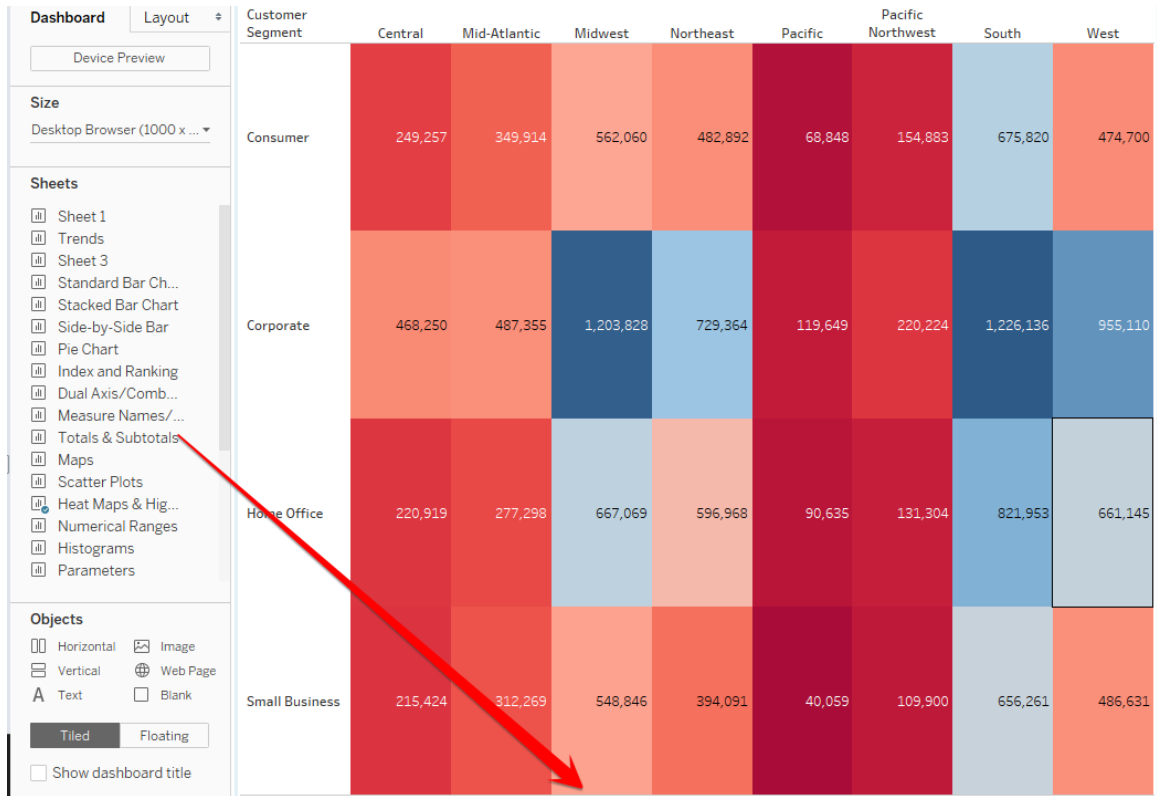 Dashboard Layout
Device Preview
Size
Desktop Browser (1000 x ...
Sheets
Sheet 1
Trends
Sheet 3
Standard Bar Ch...
Stacked Bar Chart
Side-by-Side Bar
Pie Chart
Index and Ranking
Dual Axis/Comb...
Measure Names/...
Totals & Subtotals
Maps
Scatter Plots
Heat Maps & Hig...
Numerical Ranges
Histograms
Parameters
Objects
Horizontal Image
Vertical Web Page
A Text Blank
Tiled Floating
Show dashboard title
Customer
Segment Central Mid-Atlantic Midwest Northeast Pacific Pacific
Northwest South West
Consumer 249,257 349,914 562,060 482,892 68,848 154,883 675,820 474,700
Corporate 468,250 487,355 1,203,828 729,364 119,649 220,224 1,226,136 955,110
Home Office 220,919 277,298 667,069 596,968 90,635 131,304 821,953 661,145
Small Business 215,424 312,269 548,846 394,091 40,059 109,900 656,261 486,631